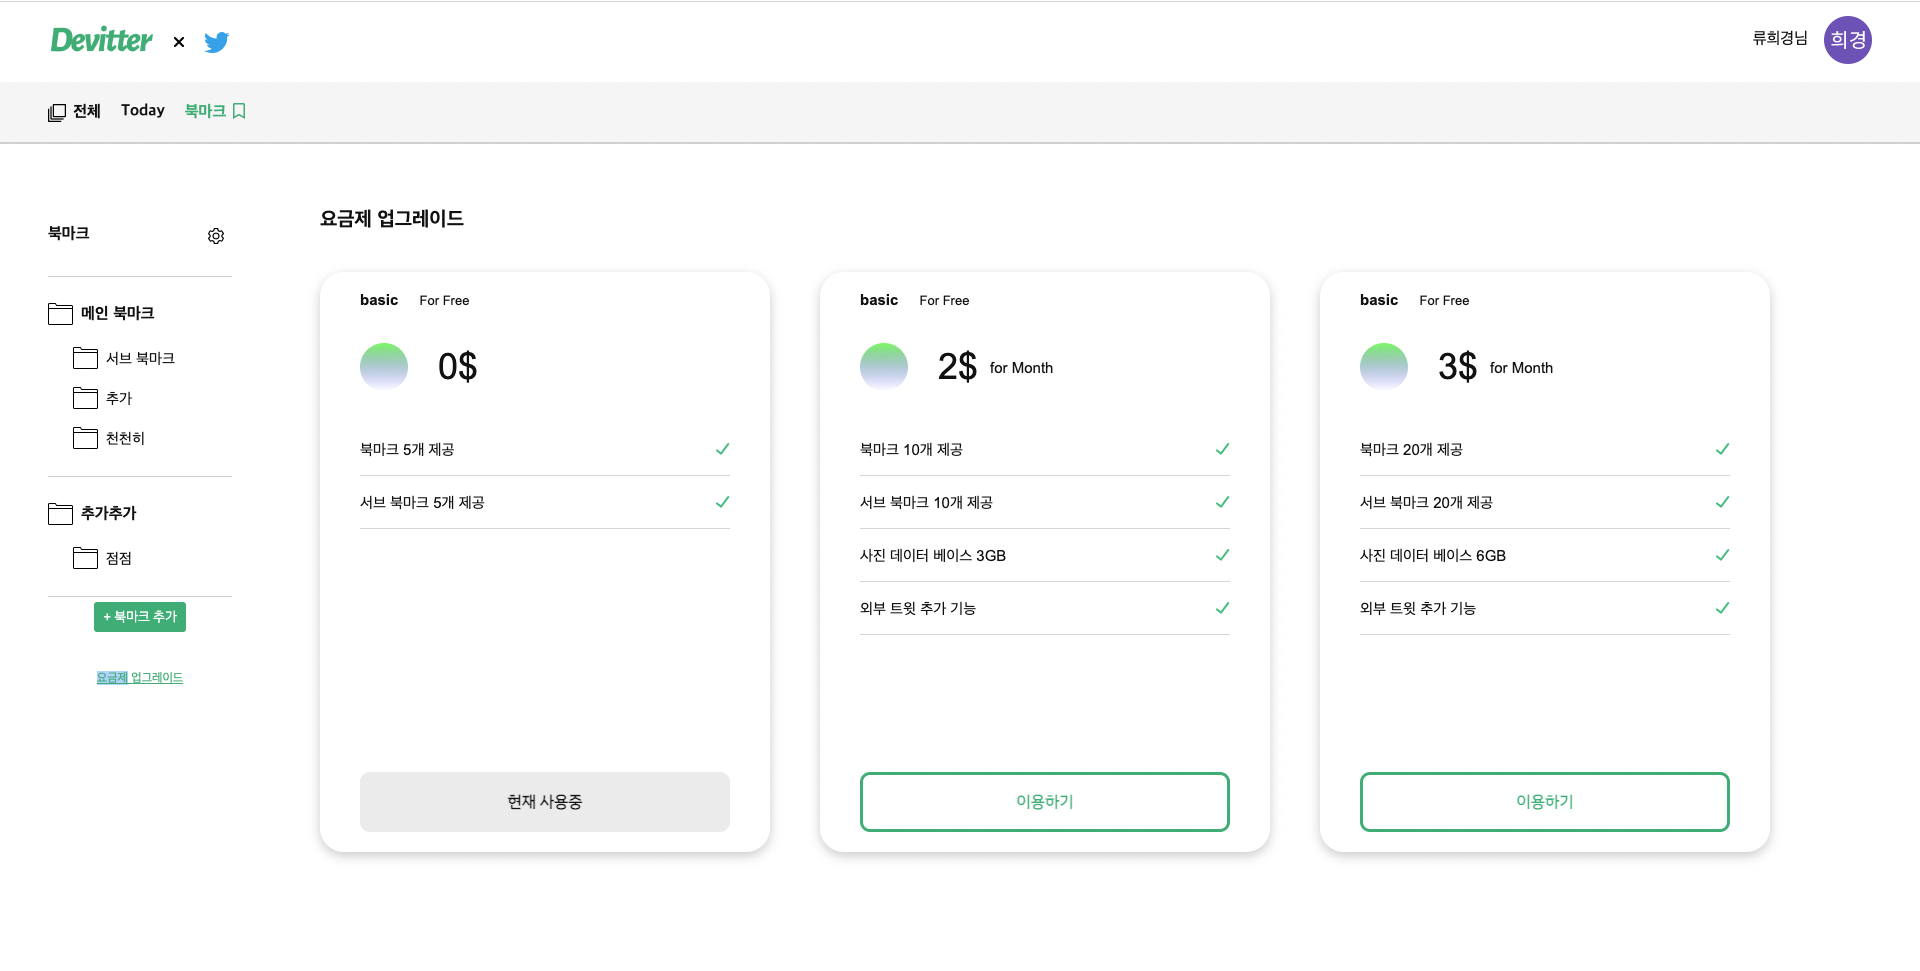 Devitter
류희경님
희경
전체
Today
북마크
북마크
메인 북마크
서브 북마크
추가
천천히
추가추가
점점
+ 북마크 추가
요금제 업그레이드
요금제 업그레이드
basic For Free
0$
북마크 5개 제공
서브 북마크 5개 제공
현재 사용중
basic For Free
2$ for Month
북마크 10개 제공
서브 북마크 10개 제공
사진 데이터 베이스 3GB
외부 트윗 추가 기능
이용하기
basic For Free
3$ for Month
북마크 20개 제공
서브 북마크 20개 제공
사진 데이터 베이스 6GB
외부 트윗 추가 기능
이용하기